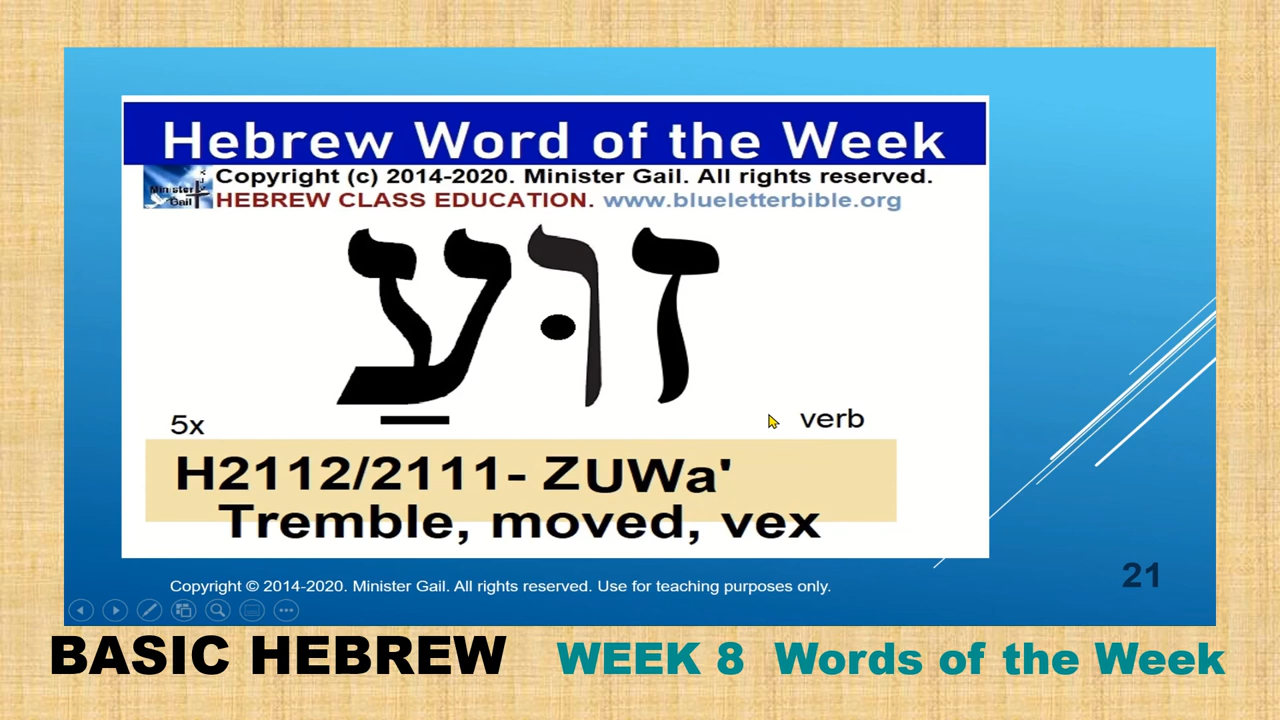 Hebrew Word of the Week
Minister Gail
Copyright (c) 2014-2020. Minister Gail. All rights reserved.
HEBREW CLASS EDUCATION. www.blueletterbible.org
זוּעַ
5x
verb
H2112/2111- ZUWa'
Tremble, moved, vex
Copyright © 2014-2020. Minister Gail. All rights reserved. Use for teaching purposes only.
21
BASIC HEBREW WEEK 8 Words of the Week